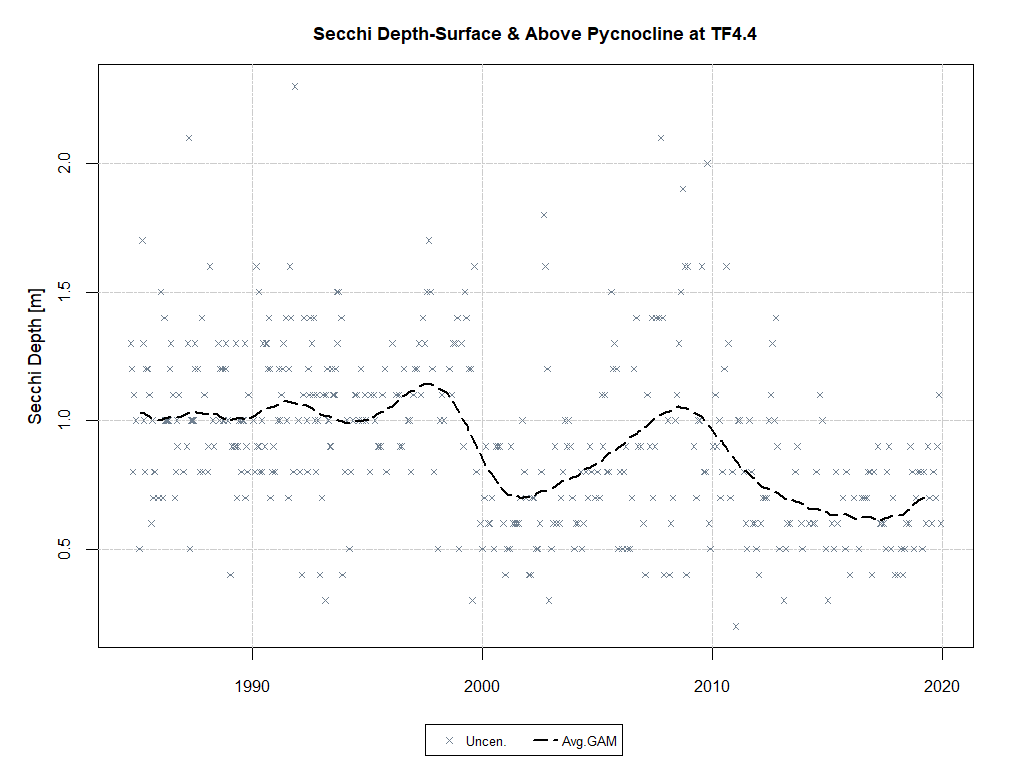 Secchi Depth-Surface & Above Pycnocline at TF4.4
2.0
1.5
1.0
0.5
Secchi Depth [m]
1990 2000 2010 2020
Uncen. Avg.GAM